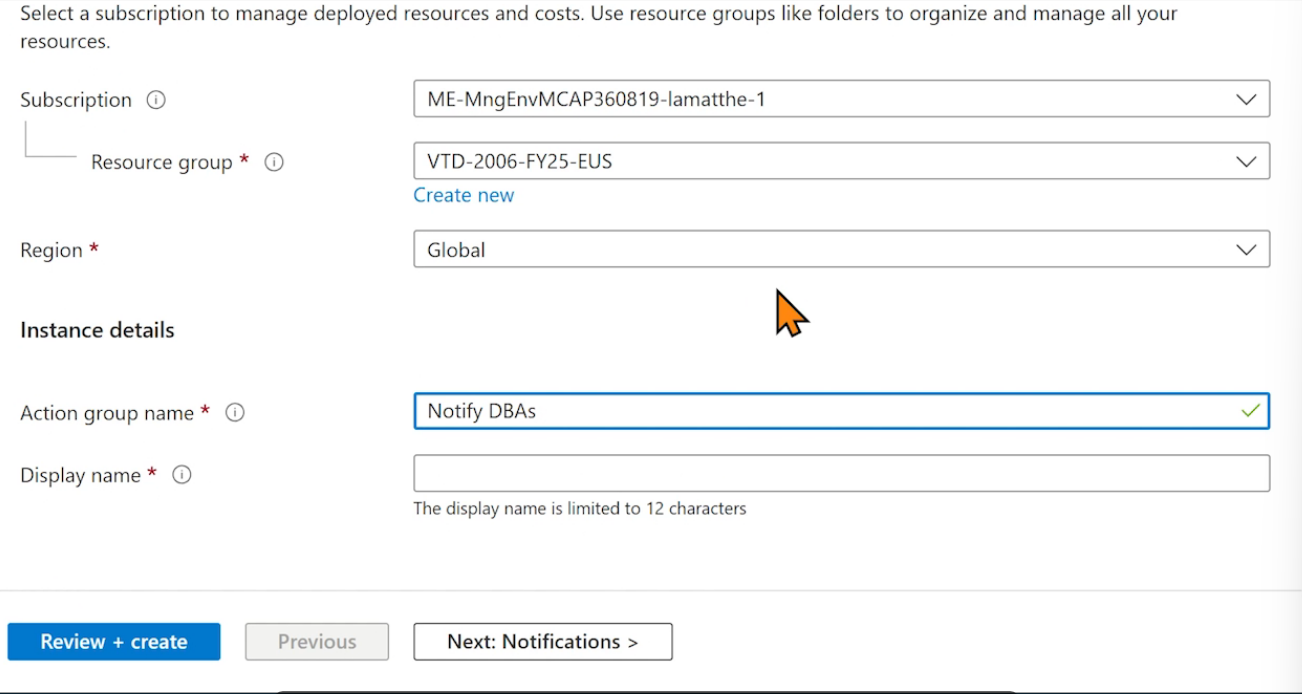 Select a subscription to manage deployed resources and costs. Use resource groups like folders to organize and manage all your
resources.
Subscription
ME-MngEnvMCAP360819-lamatthe-1
Resource group *
VTD-2006-FY25-EUS
Create new
Region *
Global
Instance details
Action group name *
Notify DBAs
Display name *
The display name is limited to 12 characters
Review + create
Previous
Next: Notifications >